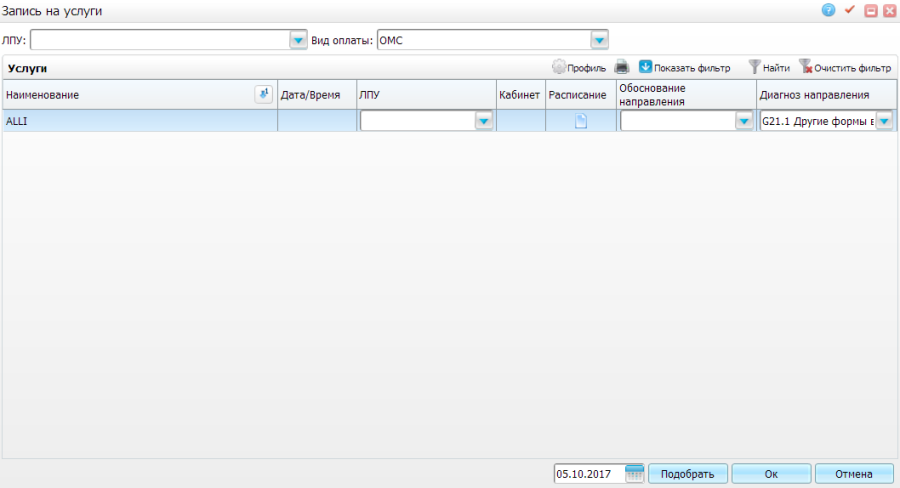 Запись на услуги
ЛПУ: Вид оплаты: ОМС
Услуги Профиль Показать фильтр Найти Очистить фильтр
Наименование Дата/Время ЛПУ Кабинет Расписание Обоснование направления Диагноз направления
ALLI G21.1 Другие формы в
05.10.2017 Подобрать Ок Отмена